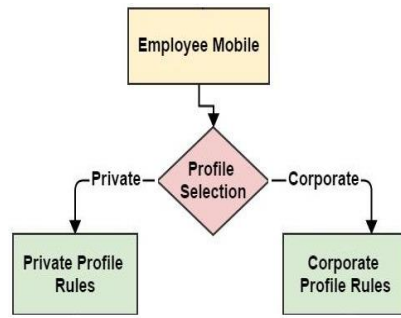 Employee Mobile
Private
Profile
Selection
Corporate
Private Profile
Rules
Corporate
Profile Rules